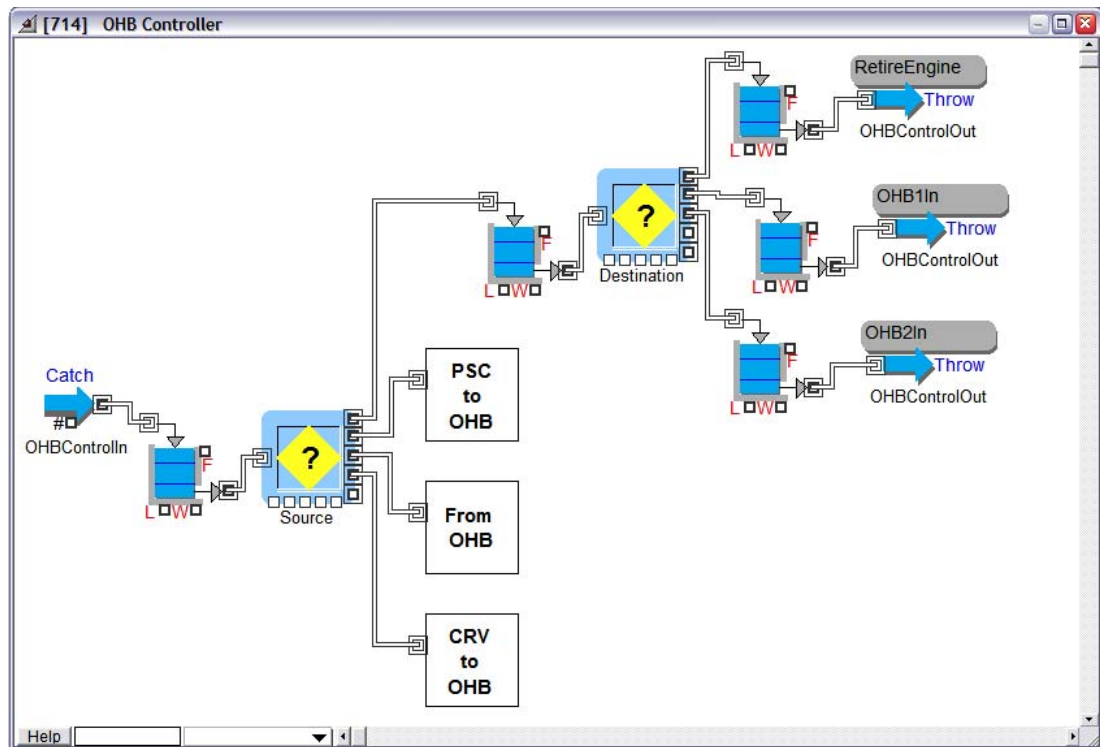 [714] OHB Controller
RetireEngine
Throw
OHBControlOut
F
L W
OHB1In
Throw
OHBControlOut
F
L W
?
Destination
F
L W
OHB2In
Throw
OHBControlOut
F
L W
Catch
#
OHBControlIn
F
L W
?
Source
PSC
to
OHB
From
OHB
CRV
to
OHB
Help